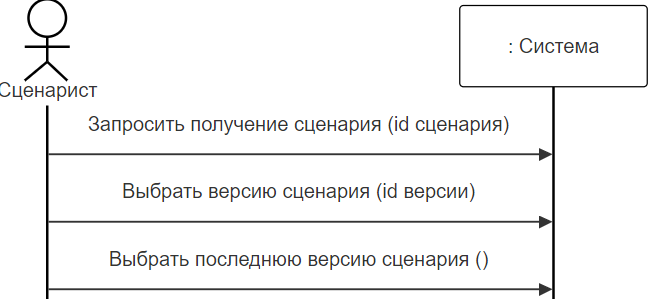 : Система
Сценарист
Запросить получение сценария (id сценария)
Выбрать версию сценария (id версии)
Выбрать последнюю версию сценария ()